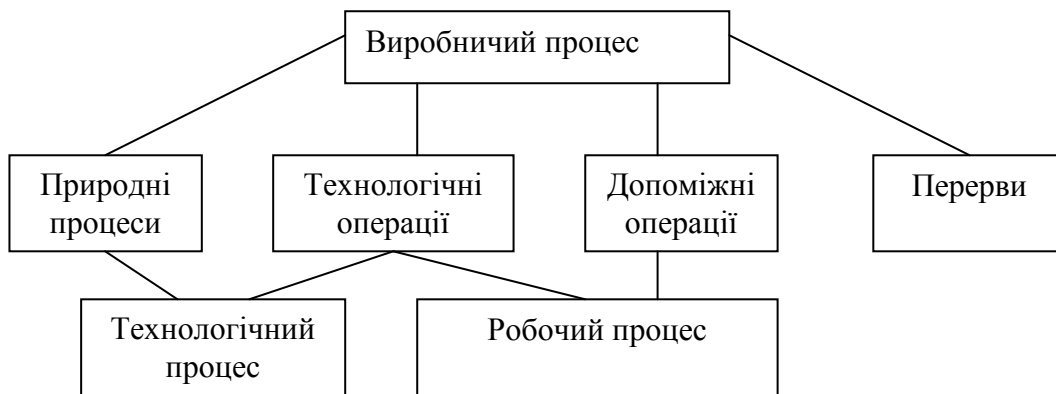 Виробничий процес
Природні
процеси
Технологічні
операції
Допоміжні
операції
Перерви
Технологічний
процес
Робочий процес